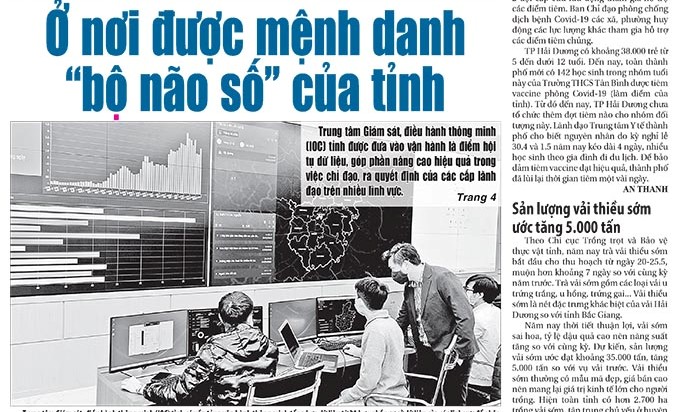 Ở nơi được mệnh danh
“bộ não số” của tỉnh
Trung tâm Giám sát, điều hành thông minh
(IOC) tỉnh được đưa vào vận hành là điểm hội
tụ dữ liệu, góp phần nâng cao hiệu quả trong
việc chỉ đạo, ra quyết định của các cấp lãnh
đạo trên nhiều lĩnh vực.
Trang 4
các điểm tiêm. Ban Chỉ đạo phòng chống
dịch bệnh Covid-19 các xã, phường huy
động các lực lượng khác tham gia hỗ trợ
các điểm tiêm chủng.
TP Hải Dương có khoảng 38.000 trẻ từ
5 đến dưới 12 tuổi. Đến nay, toàn thành
phố mới có 142 học sinh trong nhóm tuổi
này của Trường THCS Tân Bình được tiêm
vaccine phòng Covid-19 (làm điểm của
tỉnh). Từ đó đến nay, TP Hải Dương chưa
tổ chức thêm đợt tiêm nào cho nhóm đối
tượng này. Lãnh đạo Trung tâm Y tế thành
phố cho biết nguyên nhân do kỳ nghỉ lễ
30.4 và 1.5 năm nay kéo dài 4 ngày, nhiều
học sinh theo gia đình đi du lịch. Để bảo
đảm tiêm vaccine đạt hiệu quả, thành phố
đã lùi lại thời gian tiêm một vài ngày.
AN THANH
Sản lượng vải thiều sớm
ước tăng 5.000 tấn
Theo Chi cục Trồng trọt và Bảo vệ
thực vật tỉnh, năm nay trà vải thiều sớm
bắt đầu cho thu hoạch từ ngày 20-25.5,
muộn hơn khoảng 7 ngày so với cùng kỳ
năm trước. Trà vải sớm gồm các loại vải u
trứng trắng, u hồng, trứng gai... Vải thiều
sớm là nét đặc trưng khác biệt của vải Hải
Dương so với tỉnh Bắc Giang.
Năm nay thời tiết thuận lợi, vải sớm
sai hoa, tỷ lệ đậu quả cao nên năng suất
tăng so với cùng kỳ. Dự kiến, sản lượng
vải sớm ước đạt khoảng 35.000 tấn, tăng
5.000 tấn so với vụ vải trước. Vải thiều
sớm thường có mẫu mã đẹp, giá bán cao
nên mang lại giá trị kinh tế lớn cho người
trồng. Hiện toàn tỉnh có hơn 2.700 ha